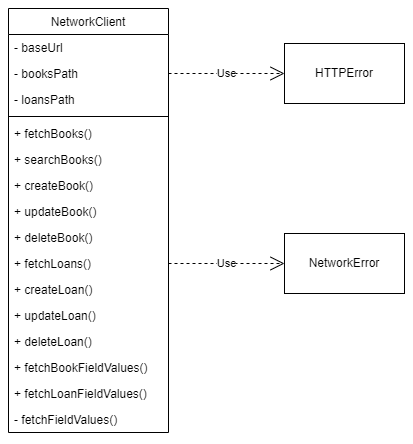 NetworkClient
- baseUrl
- booksPath
- loansPath
+ fetchBooks()
+ searchBooks()
+ createBook()
+ updateBook()
+ deleteBook()
+ fetchLoans()
+ createLoan()
+ updateLoan()
+ deleteLoan()
+ fetchBookFieldValues()
+ fetchLoanFieldValues()
- fetchFieldValues()
Use
HTTPError
Use
NetworkError